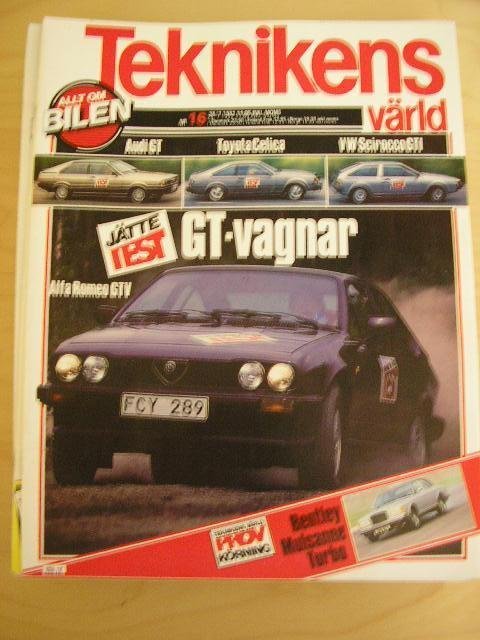 Teknikens
värld
ALLT OM
BILEN
NR 16
Audi GT
Toyota Celica
VW Scirocco GTI
JÄTTE
TEST
GT-vagnar
Alfa Romeo GTV
FCY 289
PROV
KÖRNING
Bentley
Mulsanne
Turbo